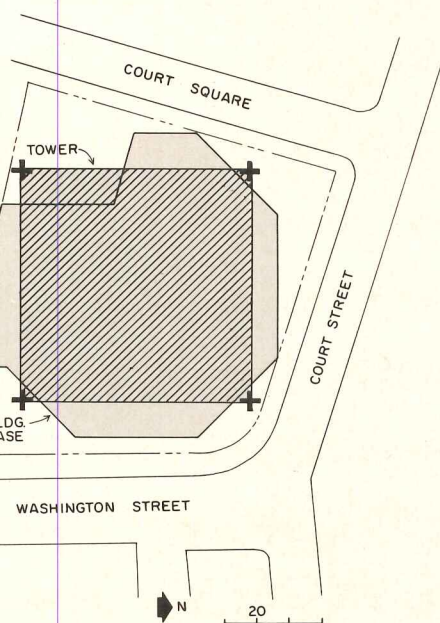 COURT SQUARE
TOWER
COURT STREET
LDG.
ASE
WASHINGTON STREET
N
20